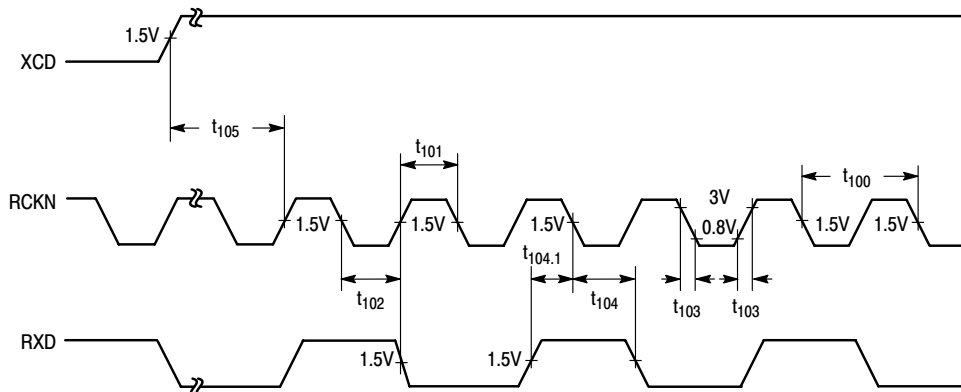 1.5V
XCD
t105
t101
t100
RCKN
3V
1.5V 1.5V 1.5V 0.8V 1.5V 1.5V
t104.1
t102 t104 t103 t103
RXD
1.5V 1.5V